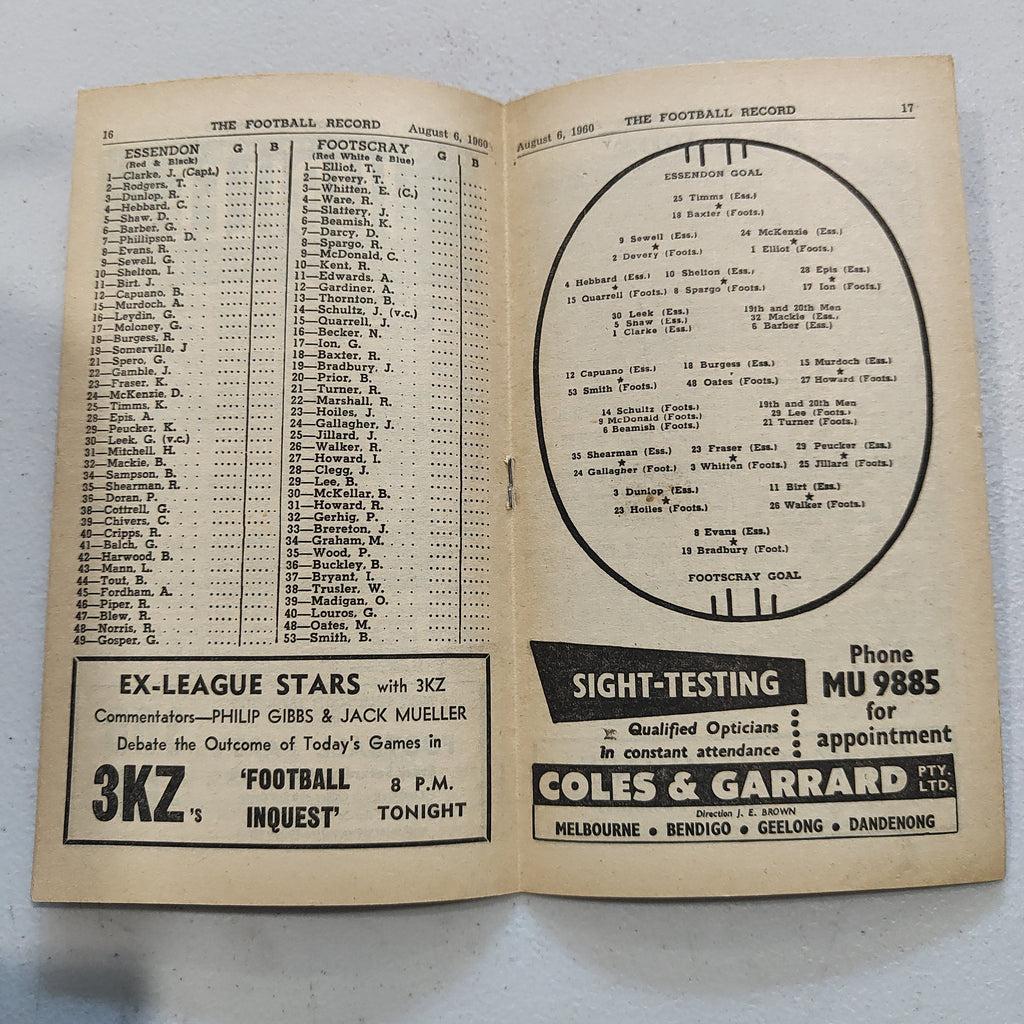 16 THE FOOTBALL RECORD August 6, 1960
ESSENDON G B
(Red & Black)
1—Clarke, J. (Capt.)
2—Rodgers, T.
3—Dunlop, R.
4—Hebbard, C.
5—Shaw, D.
6—Barber, G.
7—Phillipson, D.
8—Evans, R.
9—Sewell, G.
10—Shelton, I.
11—Birt, J.
12—Capuano, B.
15—Murdoch, A.
16—Leydin, G.
17—Moloney, G.
18—Burgess, R.
19—Somerville, J
21—Spero, G.
22—Gamble, J.
23—Fraser, K.
24—McKenzie, D.
25—Timms, K.
28—Epis, A.
29—Peucker, K.
30—Leek, G. (v.c.)
31—Mitchell, H.
32—Mackie, B.
34—Sampson, B.
35—Shearman, R.
36—Doran, P.
38—Cottrell, G.
39—Chivers, C.
40—Cripps, R.
41—Balch, G.
42—Harwood, B.
43—Mann, L.
44—Tout, B.
45—Fordham, A.
46—Piper, R.
47—Blew, R.
48—Norris, R.
49—Gosper, G.
FOOTSCRAY G B
(Red White & Blue)
1—Elliot, T.
2—Devery, T.
3—Whitten, E. (C.)
4—Ware, R.
5—Slattery, J.
6—Beamish, K.
7—Darcy, D.
8—Spargo, R.
9—McDonald, C.
10—Kent, R.
11—Edwards, A.
12—Gardiner, A.
13—Thornton, B.
14—Schultz, J. (v.c.)
15—Quarrell, J.
16—Becker, N.
17—Ion, G.
18—Baxter, R.
19—Bradbury, J.
20—Prior, B.
21—Turner, R.
22—Marshall, R.
23—Hoiles, J.
24—Gallagher, J.
25—Jillard, J.
26—Walker, R.
27—Howard, I.
28—Clegg, J.
29—Lee, B.
30—McKellar, B.
31—Howard, R.
32—Gerhig, P.
33—Brereton, J.
34—Graham, M.
35—Wood, P.
36—Buckley, B.
37—Bryant, I.
38—Trusler, W.
39—Madigan, O.
40—Louros, G.
48—Oates, M.
53—Smith, B.
EX-LEAGUE STARS with 3KZ
Commentators—PHILIP GIBBS & JACK MUELLER
Debate the Outcome of Today's Games in
3KZ's 'FOOTBALL INQUEST' 8 P.M. TONIGHT
August 6, 1960 THE FOOTBALL RECORD 17
ESSENDON GOAL
25 Timms (Ess.)
18 Baxter (Foots.)
9 Sewell (Ess.) 24 McKenzie (Ess.)
2 Devery (Foots.) 1 Elliot (Foots.)
4 Hebbard (Ess.) 10 Shelton (Ess.) 28 Epis (Ess.)
15 Quarrell (Foots.) 8 Spargo (Foots.) 17 Ion (Foots.)
30 Leek (Ess.) 19th and 20th Men
5 Shaw (Ess.) 32 Mackie (Ess.)
1 Clarke (Ess.) 6 Barber (Ess.)
12 Capuano (Ess.) 18 Burgess (Ess.) 15 Murdoch (Ess.)
53 Smith (Foots.) 48 Oates (Foots.) 27 Howard (Foots.)
14 Schultz (Foots.) 19th and 20th Men
9 McDonald (Foots.) 29 Lee (Foots.)
6 Beamish (Foots.) 21 Turner (Foots.)
35 Shearman (Ess.) 23 Fraser (Ess.) 29 Peucker (Ess.)
24 Gallagher (Foot.) 3 Whitten (Foots.) 25 Jillard (Foots.)
3 Dunlop (Ess.) 11 Birt (Ess.)
23 Hoiles (Foots.) 26 Walker (Foots.)
8 Evans (Ess.)
19 Bradbury (Foot.)
FOOTSCRAY GOAL
SIGHT-TESTING
Qualified Opticians
In constant attendance
Phone
MU 9885
for
appointment
COLES & GARRARD PTY. LTD.
Direction J. E. BROWN
MELBOURNE • BENDIGO • GEELONG • DANDENONG